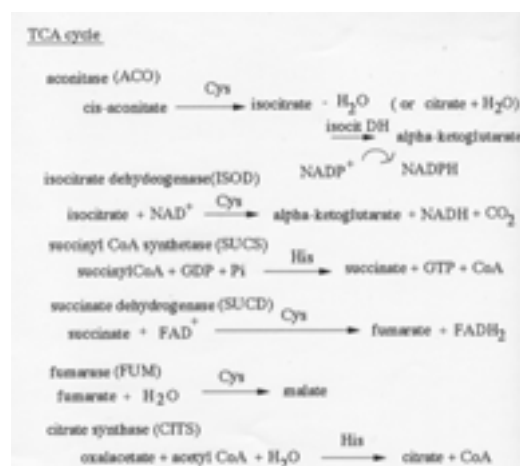 TCA cycle
aconitase (ACO)
Cys
cis-aconitate → isocitrate - H₂O ( or citrate + H₂O)
isocit DH
→ alpha-ketoglutarate
NADP⁺ NADPH
isocitrate dehydeogenase(ISOD)
Cys
isocitrate + NAD⁺ → alpha-ketoglutarate + NADH + CO₂
succinyl CoA synthetase (SUCS)
His
succinylCoA + GDP + Pi → succinate + GTP + CoA
succinate dehydrogenase (SUCD)
Cys
succinate + FAD⁺ → fumarate + FADH₂
fumarase (FUM)
Cys
fumarate + H₂O → malate
citrate synthase (CITS)
His
oxalacetate + acetyl CoA + H₂O → citrate + CoA